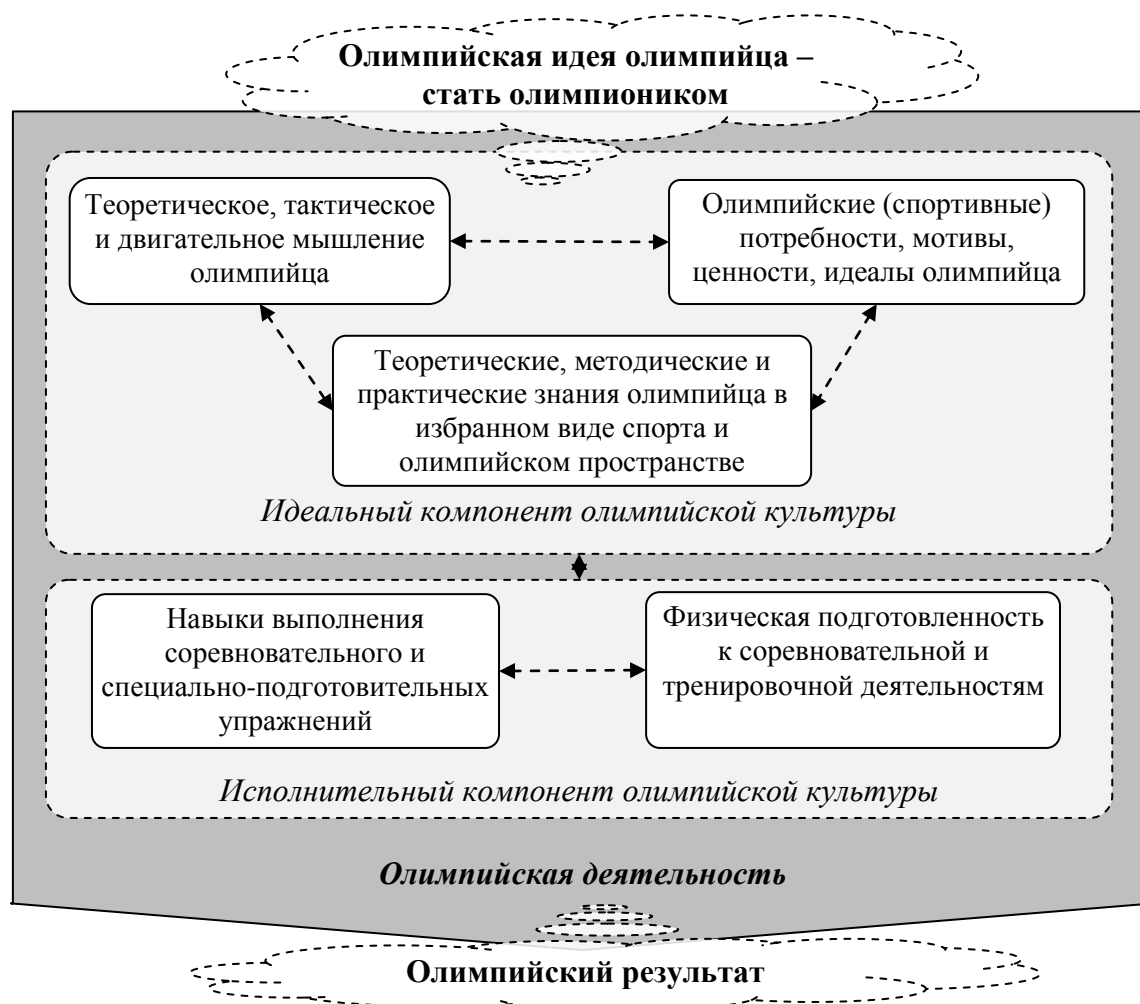 Олимпийская идея олимпийца –
стать олимпиоником
Теоретическое, тактическое
и двигательное мышление
олимпийца
Олимпийские (спортивные)
потребности, мотивы,
ценности, идеалы олимпийца
Теоретические, методические и
практические знания олимпийца в
избранном виде спорта и
олимпийском пространстве
Идеальный компонент олимпийской культуры
Навыки выполнения
соревновательного и
специально-подготовительных
упражнений
Физическая подготовленность
к соревновательной и
тренировочной деятельностям
Исполнительный компонент олимпийской культуры
Олимпийская деятельность
Олимпийский результат